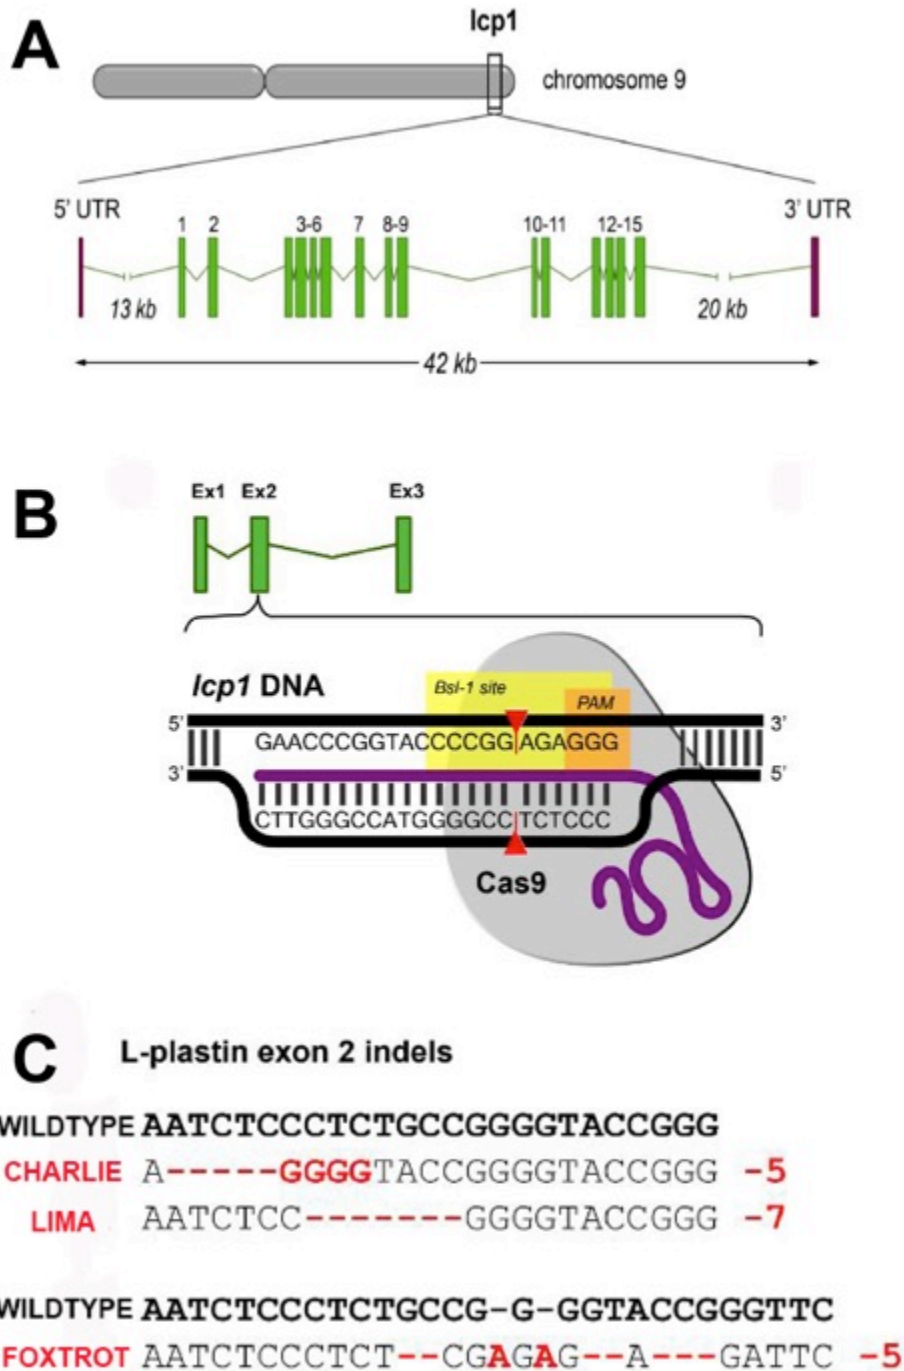 A
lcp1
chromosome 9
5' UTR
3' UTR
1 2 3-6 7 8-9 10-11 12-15
13 kb
20 kb
42 kb
B
Ex1 Ex2 Ex3
lcp1 DNA
Bsl-1 site
PAM
5' 3'
GAACCCGGTACCCCGGAGAGGG
3' 5'
CTTGGGCCATGGGGCCTCTCCC
Cas9
C
L-plastin exon 2 indels
WILDTYPE AATCTCCCTCTGCCGGGGTACCGGG
CHARLIE A-----GGGGTACCGGGGTACCGGG -5
LIMA AATCTCC-------GGGGTACCGGG -7
WILDTYPE AATCTCCCTCTGCCG-G-GGTACCGGGTTC
FOXTROT AATCTCCCTCT--CGAGAG--A---GATTC -5